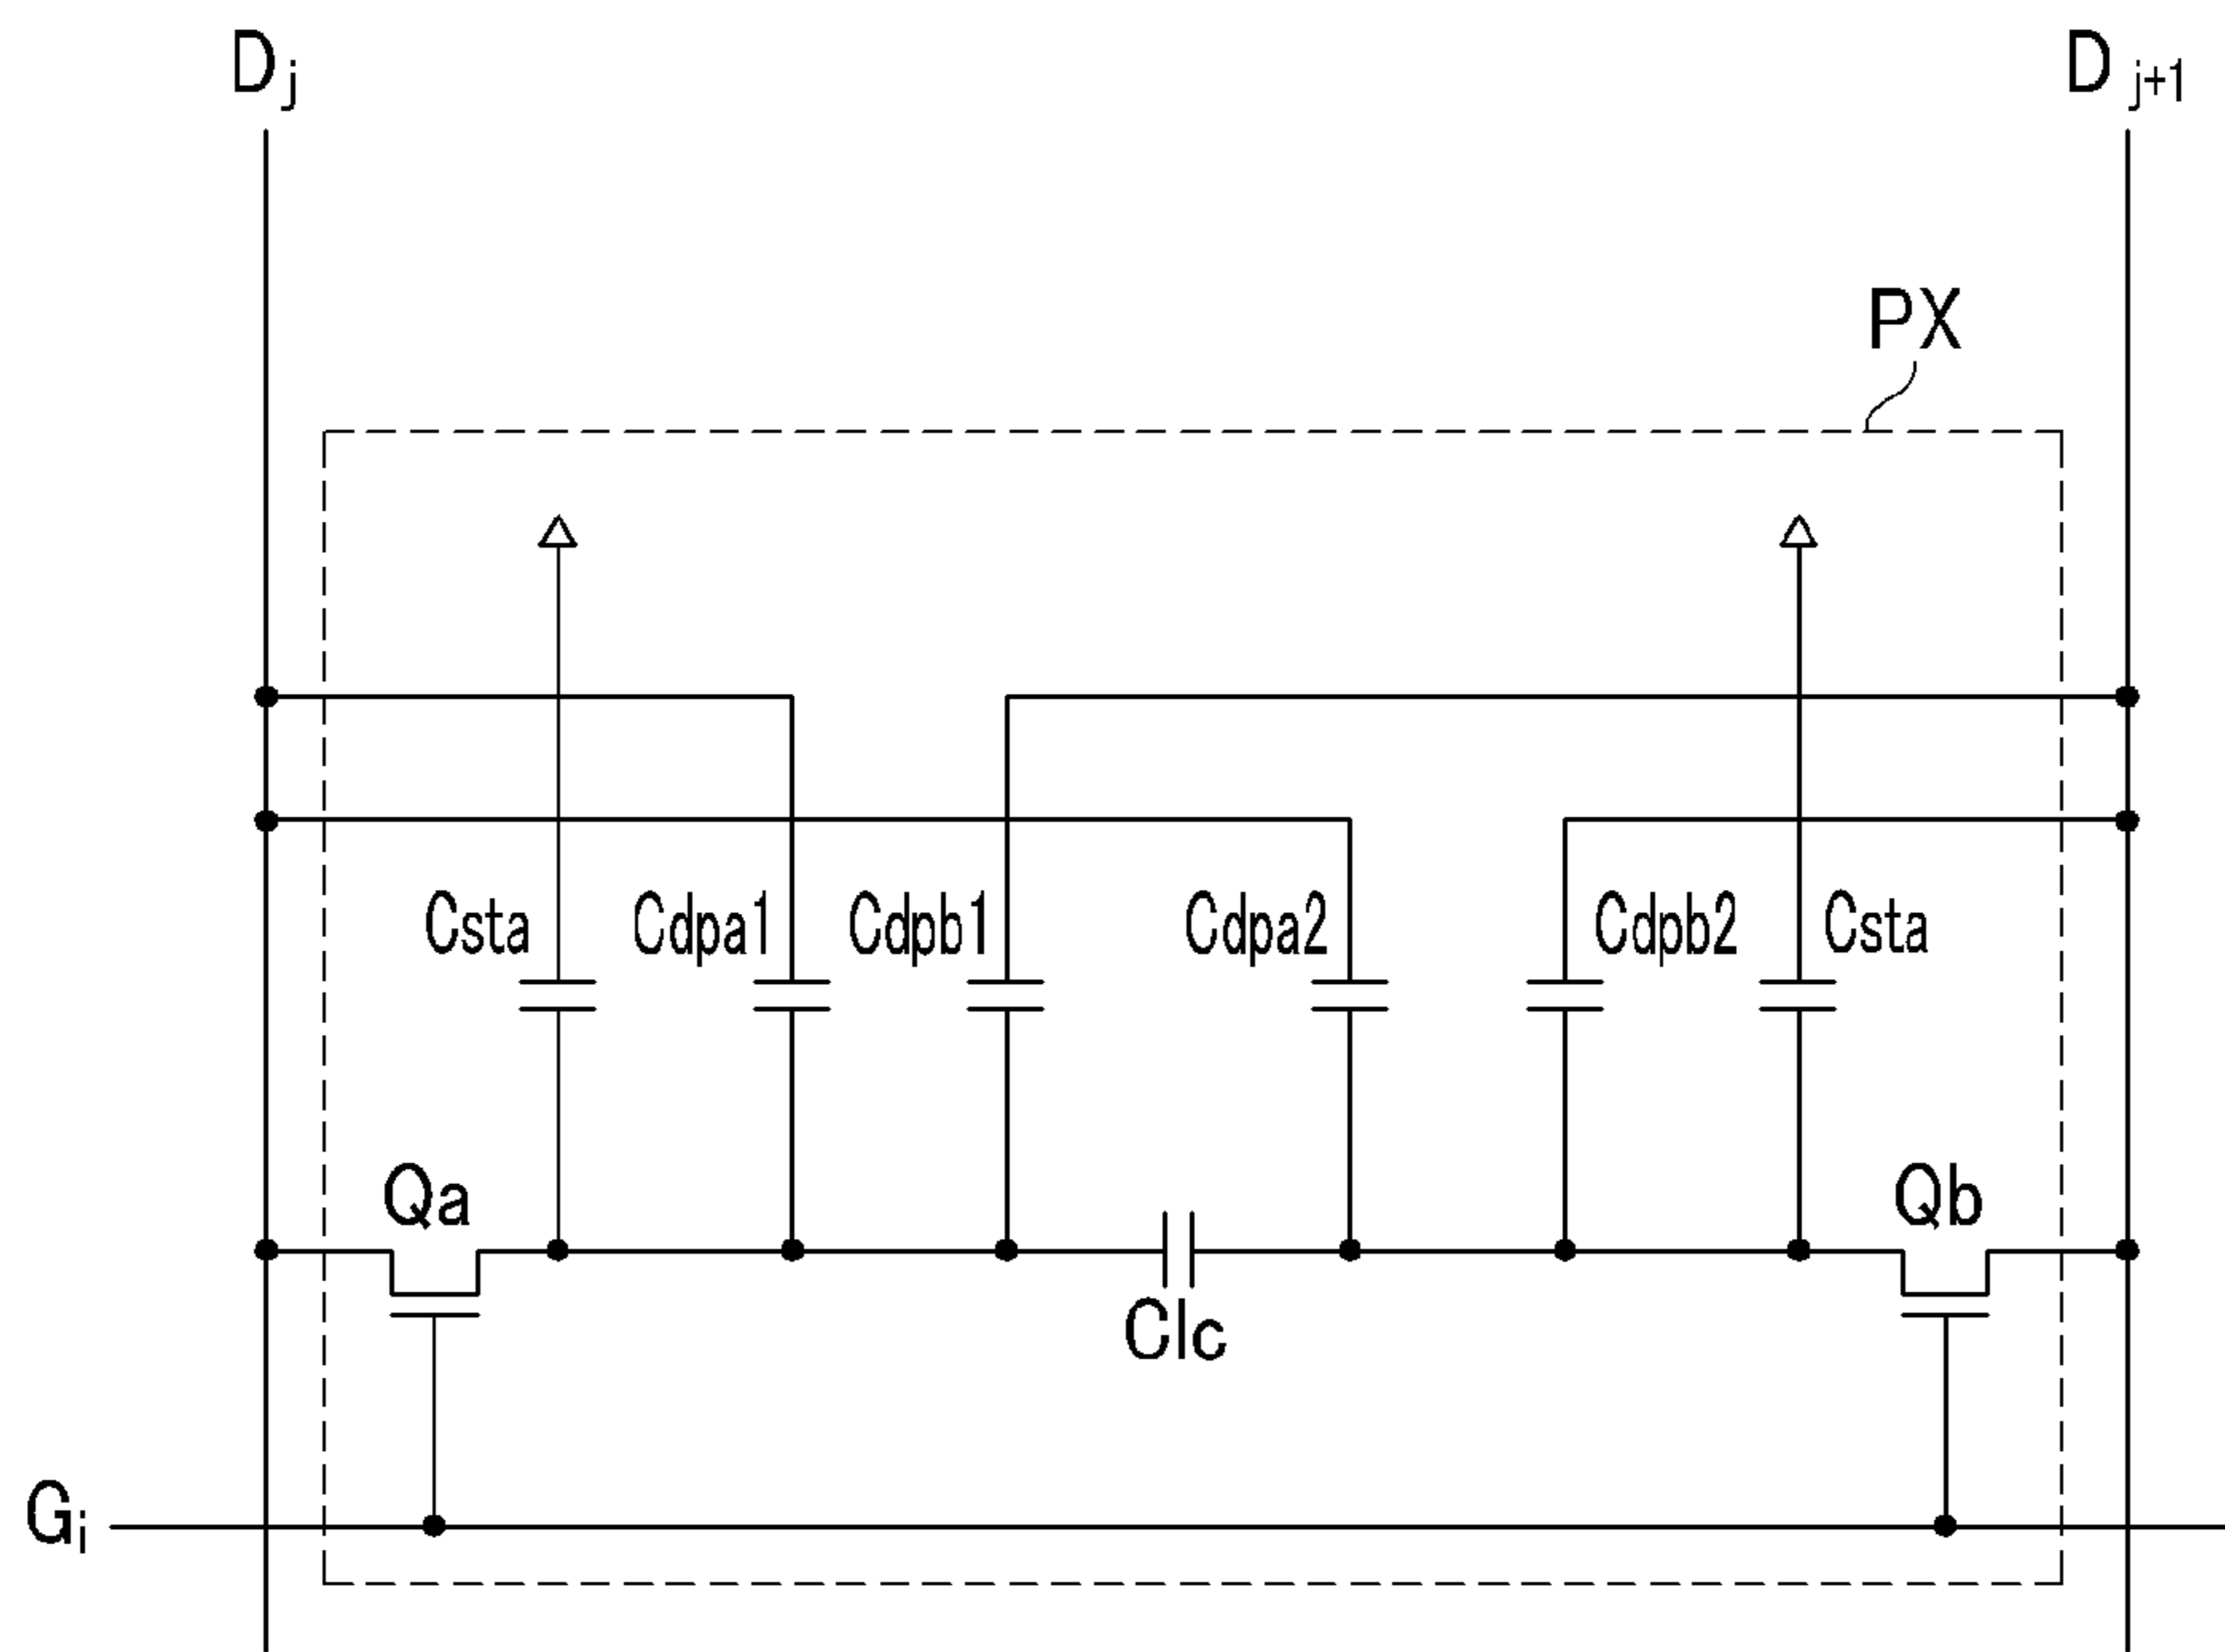 Dj Dj+1
PX
Csta Cdpa1 Cdpb1 Cdpa2 Cdpb2 Csta
Qa Qb
Clc
Gi